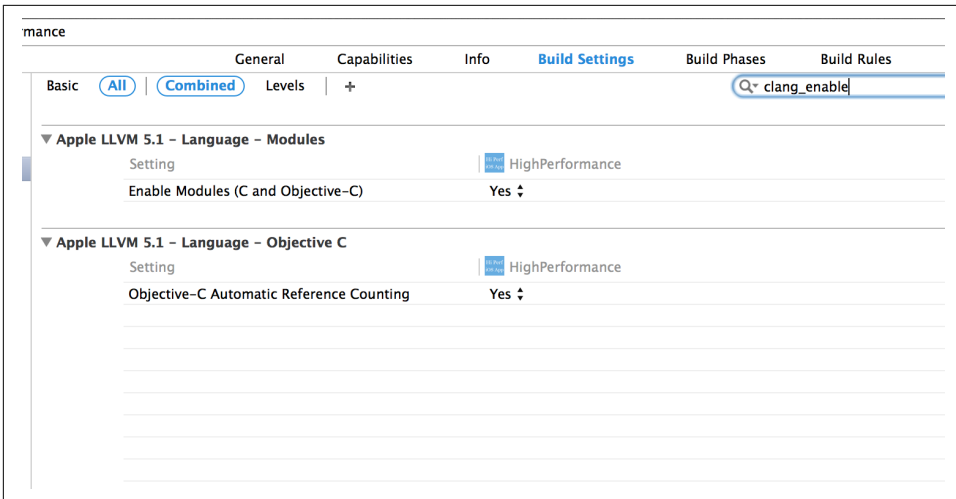 rmance
General Capabilities Info Build Settings Build Phases Build Rules
Basic All Combined Levels + clang_enable
Apple LLVM 5.1 – Language – Modules
Setting HighPerformance
Enable Modules (C and Objective-C) Yes
Apple LLVM 5.1 – Language – Objective C
Setting HighPerformance
Objective-C Automatic Reference Counting Yes